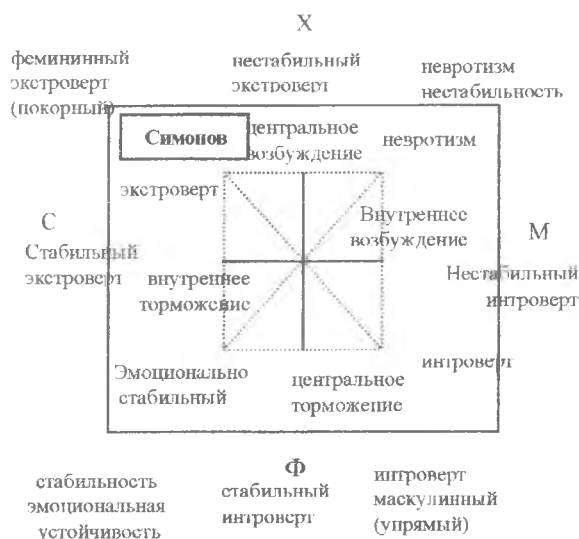 Х
фемининный
экстроверт
(покорный)
нестабильный
экстроверт
невротизм
нестабильность
Симонов
центральное
возбуждение
невротизм
экстроверт
С
Внутреннее
возбуждение
М
Стабильный
экстроверт
внутреннее
торможение
Нестабильный
интроверт
Эмоционально
стабильный
центральное
торможение
интроверт
стабильность
эмоциональная
устойчивость
Ф
стабильный
интроверт
интроверт
маскулинный
(упрямый)